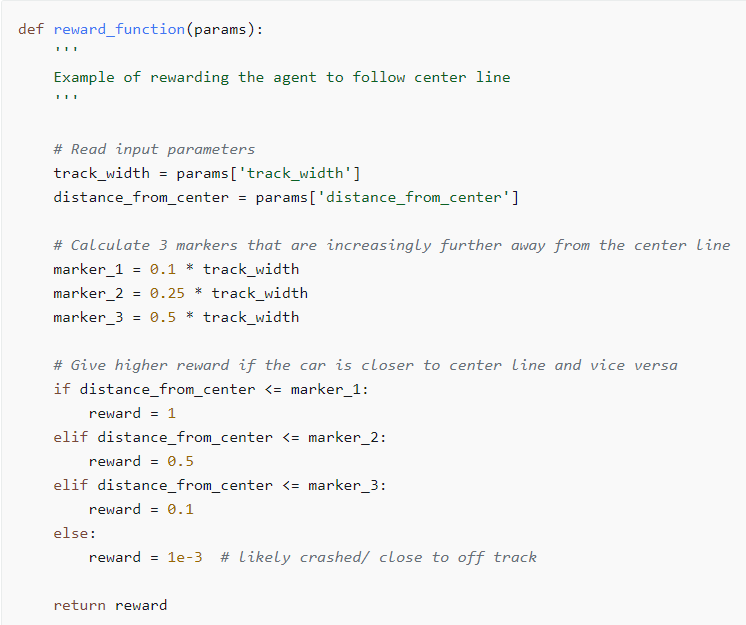 def reward_function(params):
    '''
    Example of rewarding the agent to follow center line
    '''
    # Read input parameters
    track_width = params['track_width']
    distance_from_center = params['distance_from_center']
    # Calculate 3 markers that are increasingly further away from the center line
    marker_1 = 0.1 * track_width
    marker_2 = 0.25 * track_width
    marker_3 = 0.5 * track_width
    # Give higher reward if the car is closer to center line and vice versa
    if distance_from_center <= marker_1:
        reward = 1
    elif distance_from_center <= marker_2:
        reward = 0.5
    elif distance_from_center <= marker_3:
        reward = 0.1
    else:
        reward = 1e-3  # likely crashed/ close to off track
    return reward